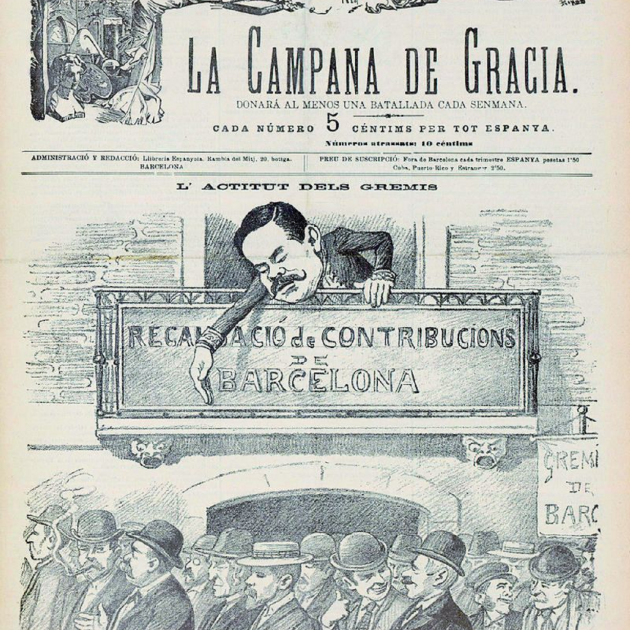 LA CAMPANA DE GRACIA.
DONARÁ AL MENOS UNA BATALLADA CADA SENMANA.
CADA NÚMERO 5 CÉNTIMS PER TOT ESPANYA.
Números atrassats: 10 céntims
ADMINISTRACIÓ Y REDACCIÓ: Llibreria Espanyola, Rambla del Mitj, 20, botiga.
BARCELONA
PREU DE SUSCRIPCIÓ: Fora de Barcelona cada trimestre ESPANYA pesetas 1'50
Cuba, Puerto Rico y Estranger 2'50.
L' ACTITUT DELS GREMIS
RECAUDACIÓ de CONTRIBUCIONS
DE
BARCELONA
GREMI
DE
BARC